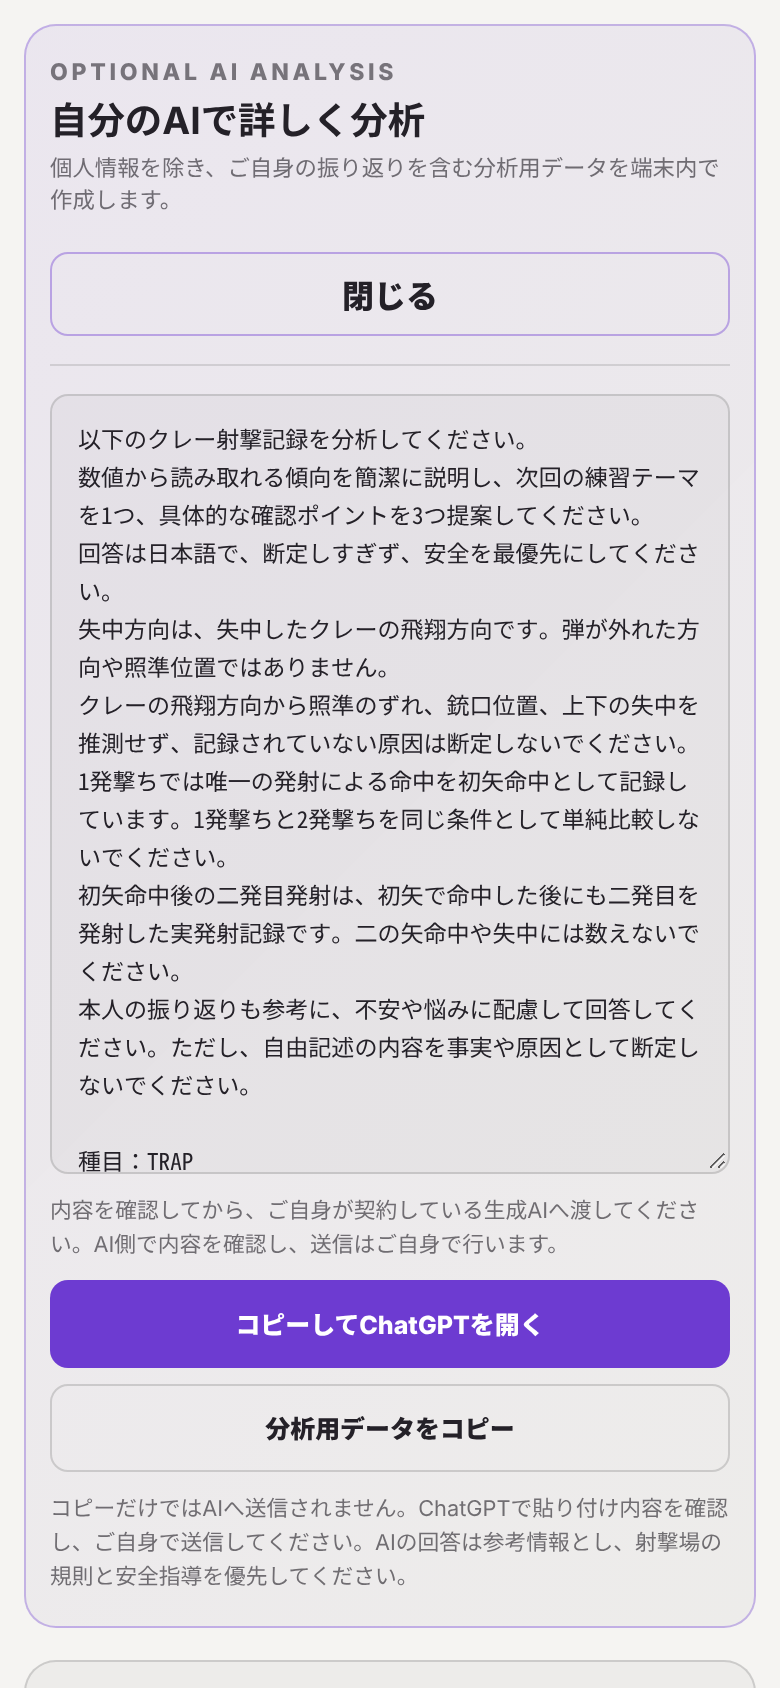 OPTIONAL AI ANALYSIS
自分のAIで詳しく分析
個人情報を除き、ご自身の振り返りを含む分析用データを端末内で
作成します。
閉じる
以下のクレー射撃記録を分析してください。
数値から読み取れる傾向を簡潔に説明し、次回の練習テーマ
を1つ、具体的な確認ポイントを3つ提案してください。
回答は日本語で、断定しすぎず、安全を最優先にしてくださ
い。
失中方向は、失中したクレーの飛翔方向です。弾が外れた方
向や照準位置ではありません。
クレーの飛翔方向から照準のずれ、銃口位置、上下の失中を
推測せず、記録されていない原因は断定しないでください。
1発撃ちでは唯一の発射による命中を初矢命中として記録し
ています。1発撃ちと2発撃ちを同じ条件として単純比較しな
いでください。
初矢命中後の二発目発射は、初矢で命中した後にも二発目を
発射した実発射記録です。二の矢命中や失中には数えないで
ください。
本人の振り返りも参考に、不安や悩みに配慮して回答してく
ださい。ただし、自由記述の内容を事実や原因として断定し
ないでください。
種目：TRAP
内容を確認してから、ご自身が契約している生成AIへ渡してくださ
い。AI側で内容を確認し、送信はご自身で行います。
コピーしてChatGPTを開く
分析用データをコピー
コピーだけではAIへ送信されません。ChatGPTで貼り付け内容を確認
し、ご自身で送信してください。AIの回答は参考情報とし、射撃場の
規則と安全指導を優先してください。